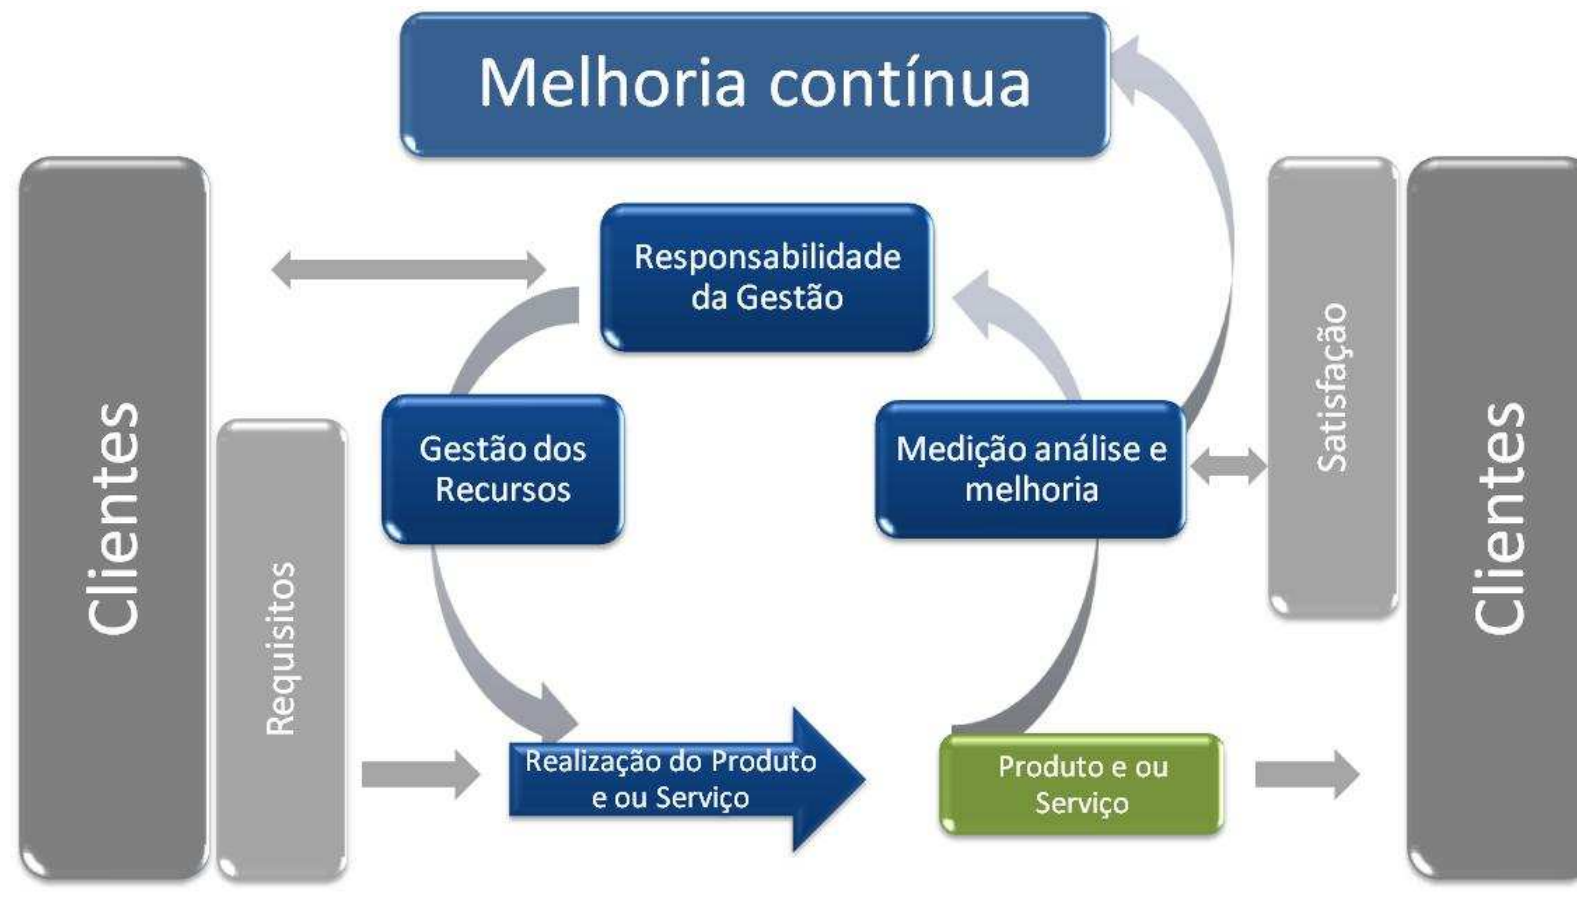 Melhoria contínua
Clientes
Requisitos
Responsabilidade
da Gestão
Gestão dos
Recursos
Medição análise e
melhoria
Realização do Produto
e ou Serviço
Produto e ou
Serviço
Satisfação
Clientes